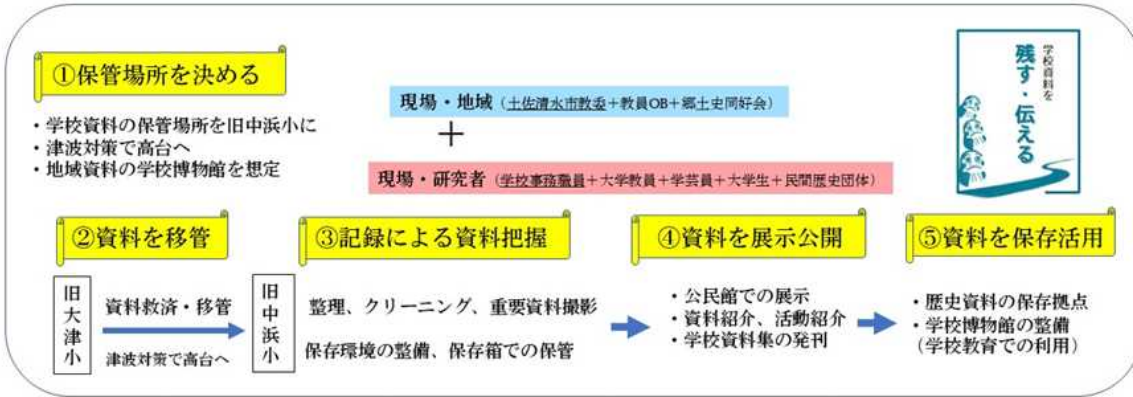 ①保管場所を決める
・学校資料の保管場所を旧中浜小に
・津波対策で高台へ
・地域資料の学校博物館を想定
現場・地域（土佐清水市教委＋教員OB＋郷土史同好会）
＋
現場・研究者（学校事務職員＋大学教員＋学芸員＋大学生＋民間歴史団体）
学校資料を
残す・伝える
②資料を移管
旧大津小
資料救済・移管
津波対策で高台へ
旧中浜小
③記録による資料把握
整理、クリーニング、重要資料撮影
保存環境の整備、保存箱での保管
④資料を展示公開
・公民館での展示
・資料紹介、活動紹介
・学校資料集の発刊
⑤資料を保存活用
・歴史資料の保存拠点
・学校博物館の整備
（学校教育での利用）